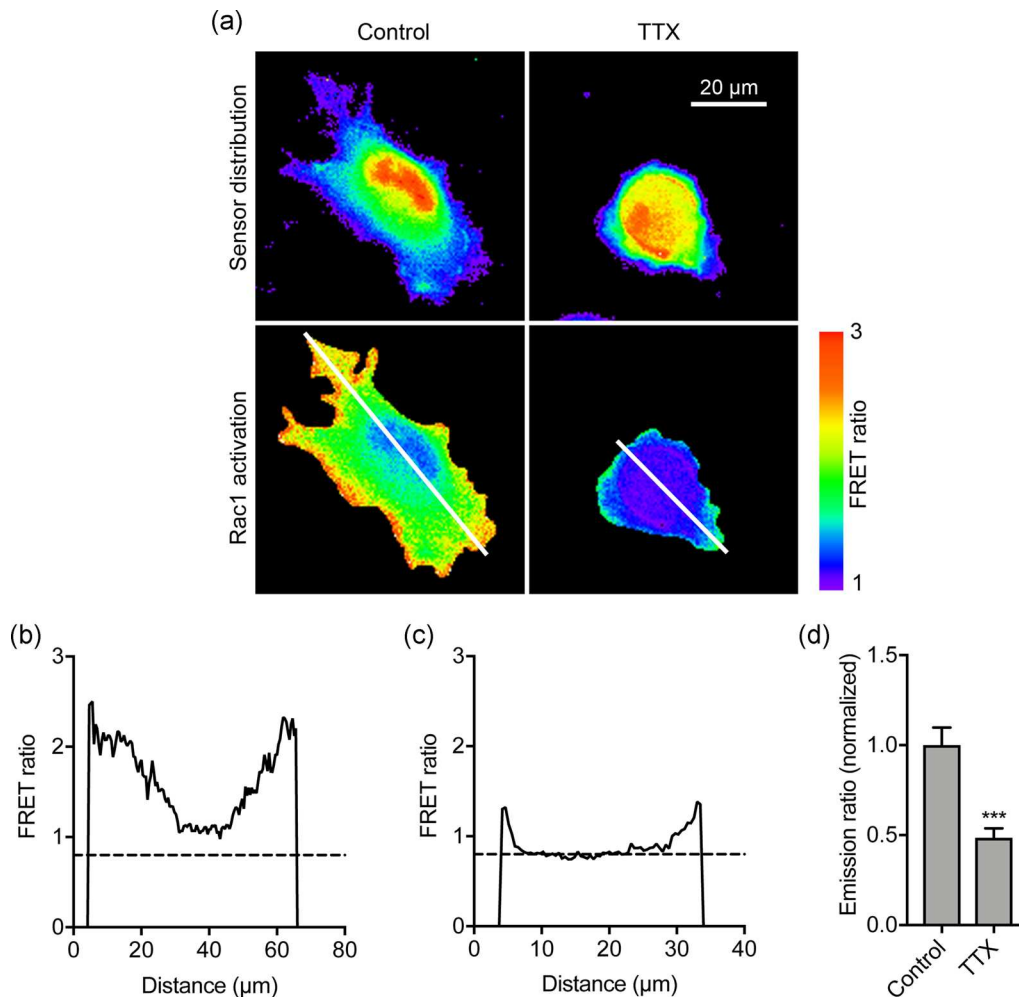 (a)
Control
TTX
Sensor distribution
20 µm
Rac1 activation
3
FRET ratio
1
(b)
3
2
1
0
FRET ratio
0
20
40
60
80
Distance (µm)
(c)
3
2
1
0
FRET ratio
0
10
20
30
40
Distance (µm)
(d)
1.5
1.0
0.5
0.0
Emission ratio (normalized)
***
Control
TTX